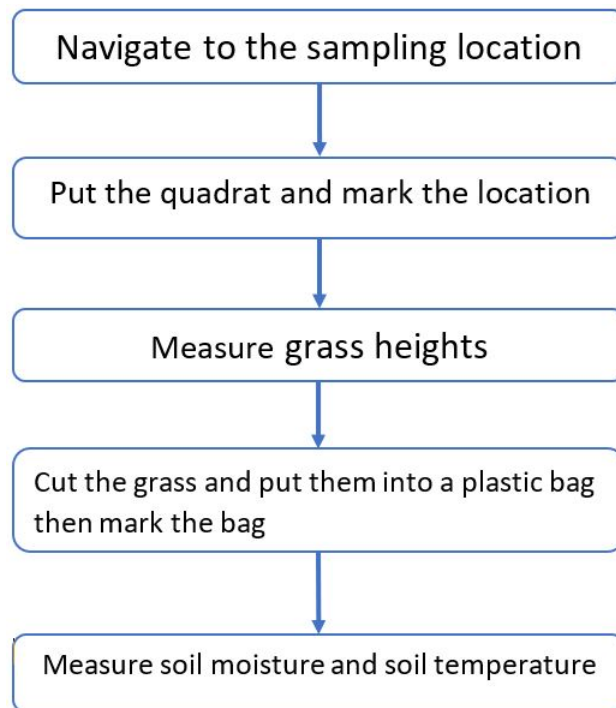 Navigate to the sampling location
Put the quadrat and mark the location
Measure grass heights
Cut the grass and put them into a plastic bag
then mark the bag
Measure soil moisture and soil temperature